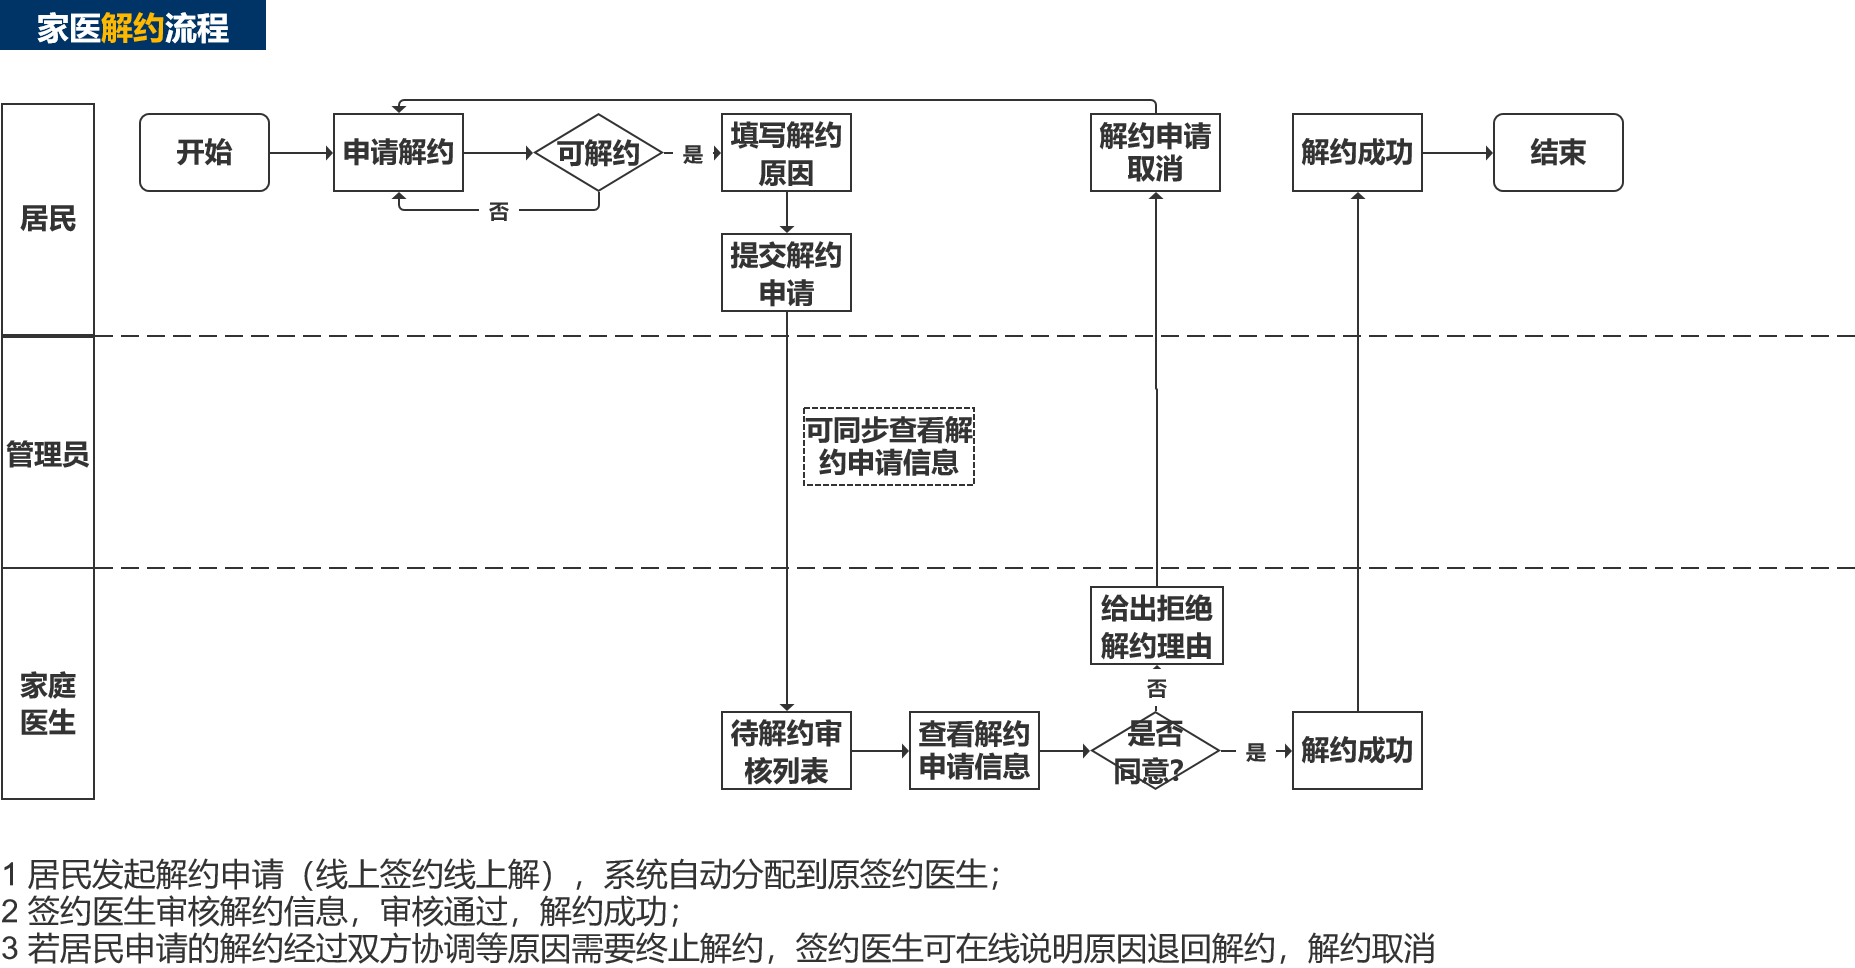 家医解约流程
居民
开始
申请解约
可解约
是
否
填写解约
原因
提交解约
申请
解约申请
取消
解约成功
结束
管理员
可同步查看解
约申请信息
家庭
医生
待解约审
核列表
查看解约
申请信息
是否
同意?
否
给出拒绝
解约理由
是
解约成功
1 居民发起解约申请（线上签约线上解），系统自动分配到原签约医生；
2 签约医生审核解约信息，审核通过，解约成功；
3 若居民申请的解约经过双方协调等原因需要终止解约，签约医生可在线说明原因退回解约，解约取消